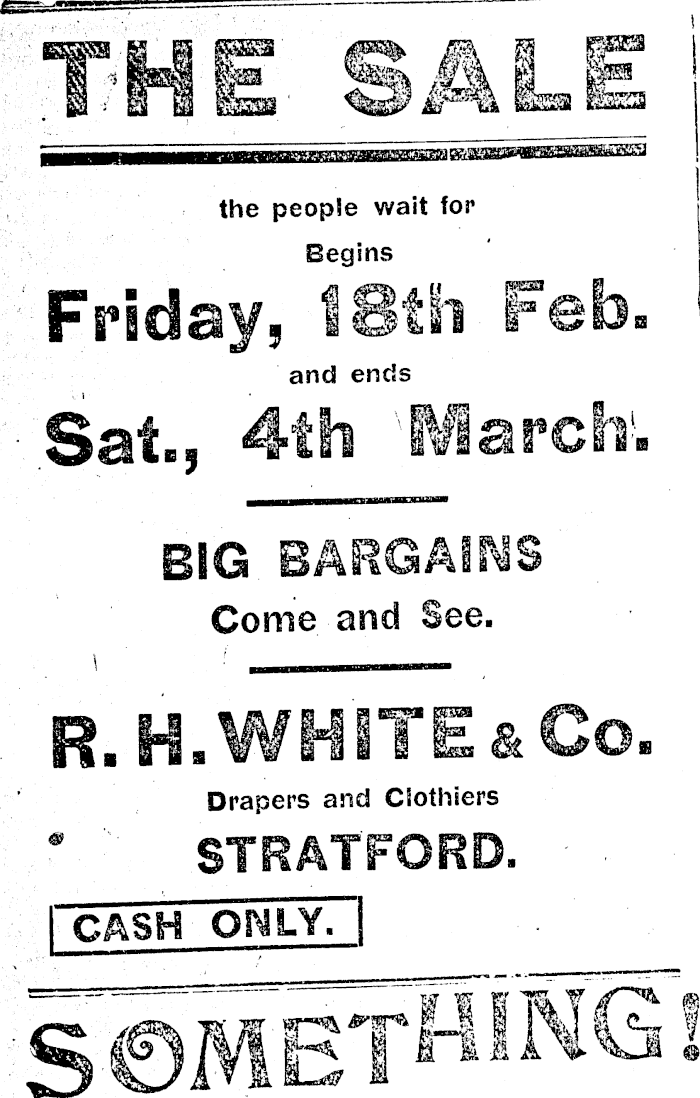 THE SALE
the people wait for
Begins
Friday, 18th Feb.
and ends
Sat., 4th March.
BIG BARGAINS
Come and See.
R. H. WHITE & Co.
Drapers and Clothiers
STRATFORD.
CASH ONLY.
SOMETHING!